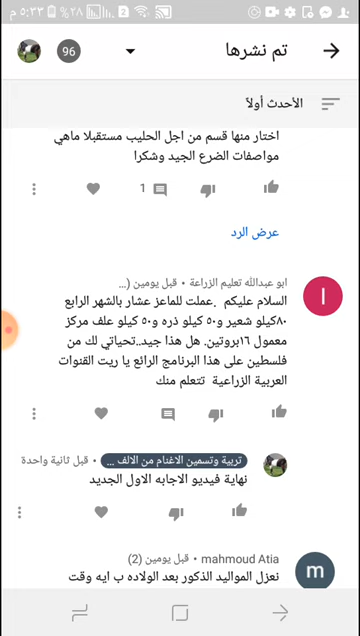 ٥:٣٣ م
٢٨%
2
تم نشرها
96
الأحدث أولاً
اختار منها قسم من اجل الحليب مستقبلا ماهي
مواصفات الضرع الجيد وشكرا
1
عرض الرد
ابو عبدالله تعليم الزراعة • قبل يومين (...
السلام عليكم .عملت للماعز عشار بالشهر الرابع
٨٠كيلو شعير و٥٠ كيلو ذره و٥٠ كيلو علف مركز
معمول ١٦بروتين. هل هذا جيد..تحياتي لك من
فلسطين على هذا البرنامج الرائع يا ريت القنوات
العربية الزراعية تتعلم منك
تربية وتسمين الاغنام من الالف ... • قبل ثانية واحدة
نهاية فيديو الاجابه الاول الجديد
mahmoud Atia • قبل يومين (2)
نعزل المواليد الذكور بعد الولاده ب ايه وقت